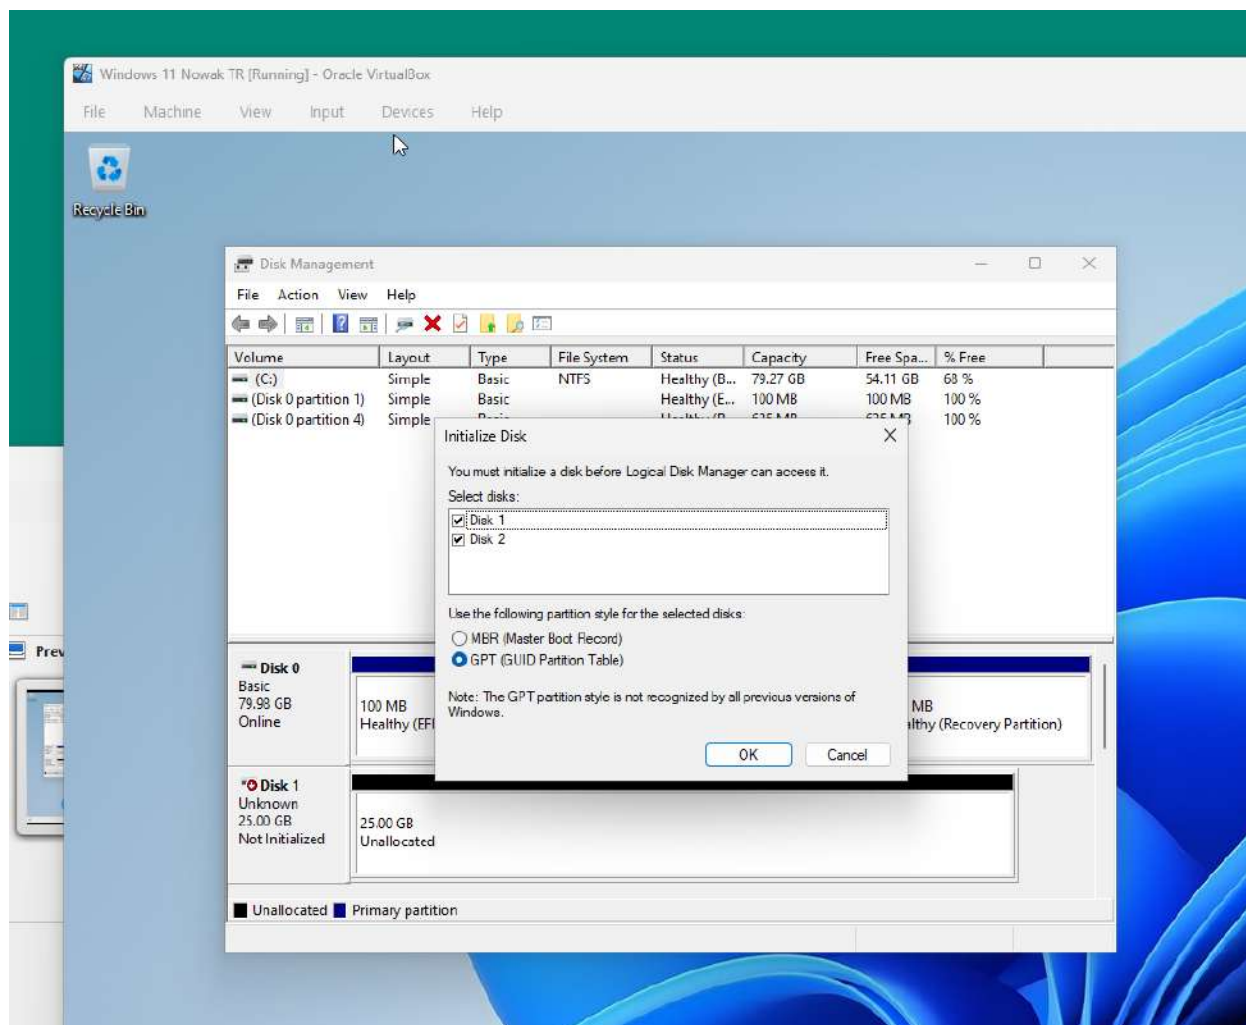 Windows 11 Nowak TR [Running] - Oracle VirtualBox
File Machine View Input Devices Help
Recycle Bin
Disk Management
File Action View Help
Volume Layout Type File System Status Capacity Free Spa... % Free
(C:) Simple Basic NTFS Healthy (B... 79.27 GB 54.11 GB 68 %
(Disk 0 partition 1) Simple Basic Healthy (E... 100 MB 100 MB 100 %
(Disk 0 partition 4) Simple 100 %
Initialize Disk
You must initialize a disk before Logical Disk Manager can access it.
Select disks:
Disk 1
Disk 2
Use the following partition style for the selected disks:
MBR (Master Boot Record)
GPT (GUID Partition Table)
Note: The GPT partition style is not recognized by all previous versions of
Windows.
OK Cancel
Prev
Disk 0
Basic
79.98 GB
Online
100 MB
Healthy (EFI
MB
(Recovery Partition)
Disk 1
Unknown
25.00 GB
Not Initialized
25.00 GB
Unallocated
Unallocated Primary partition